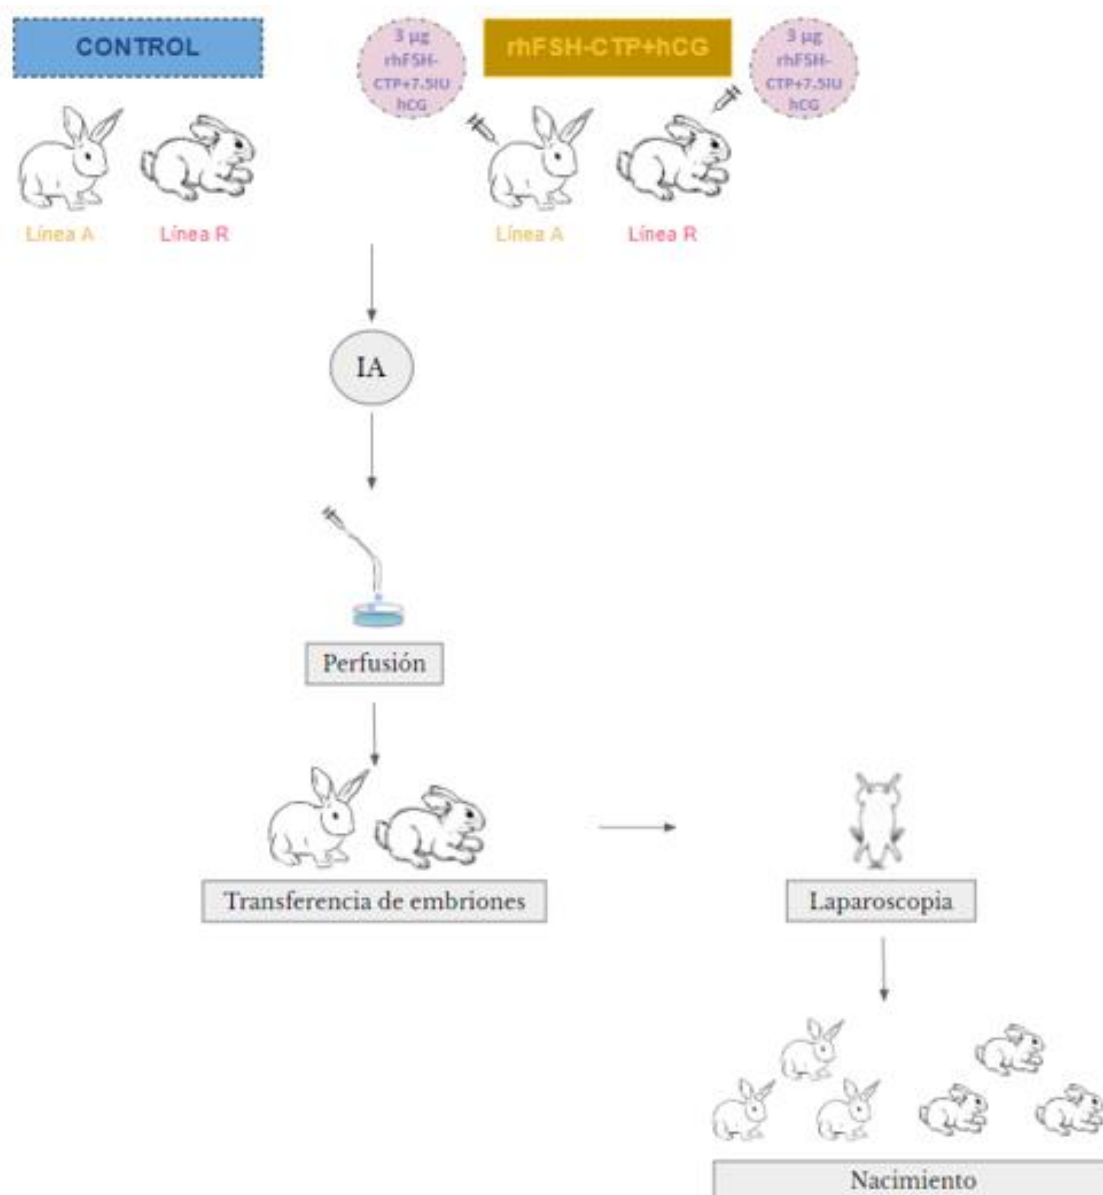 CONTROL
3 µg
rhFSH-
CTP+7.5IU
hCG
rhFSH-CTP+hCG
3 µg
rhFSH-
CTP+7.5IU
hCG
Línea A
Línea R
Línea A
Línea R
IA
Perfusión
Transferencia de embriones
Laparoscopia
Nacimiento